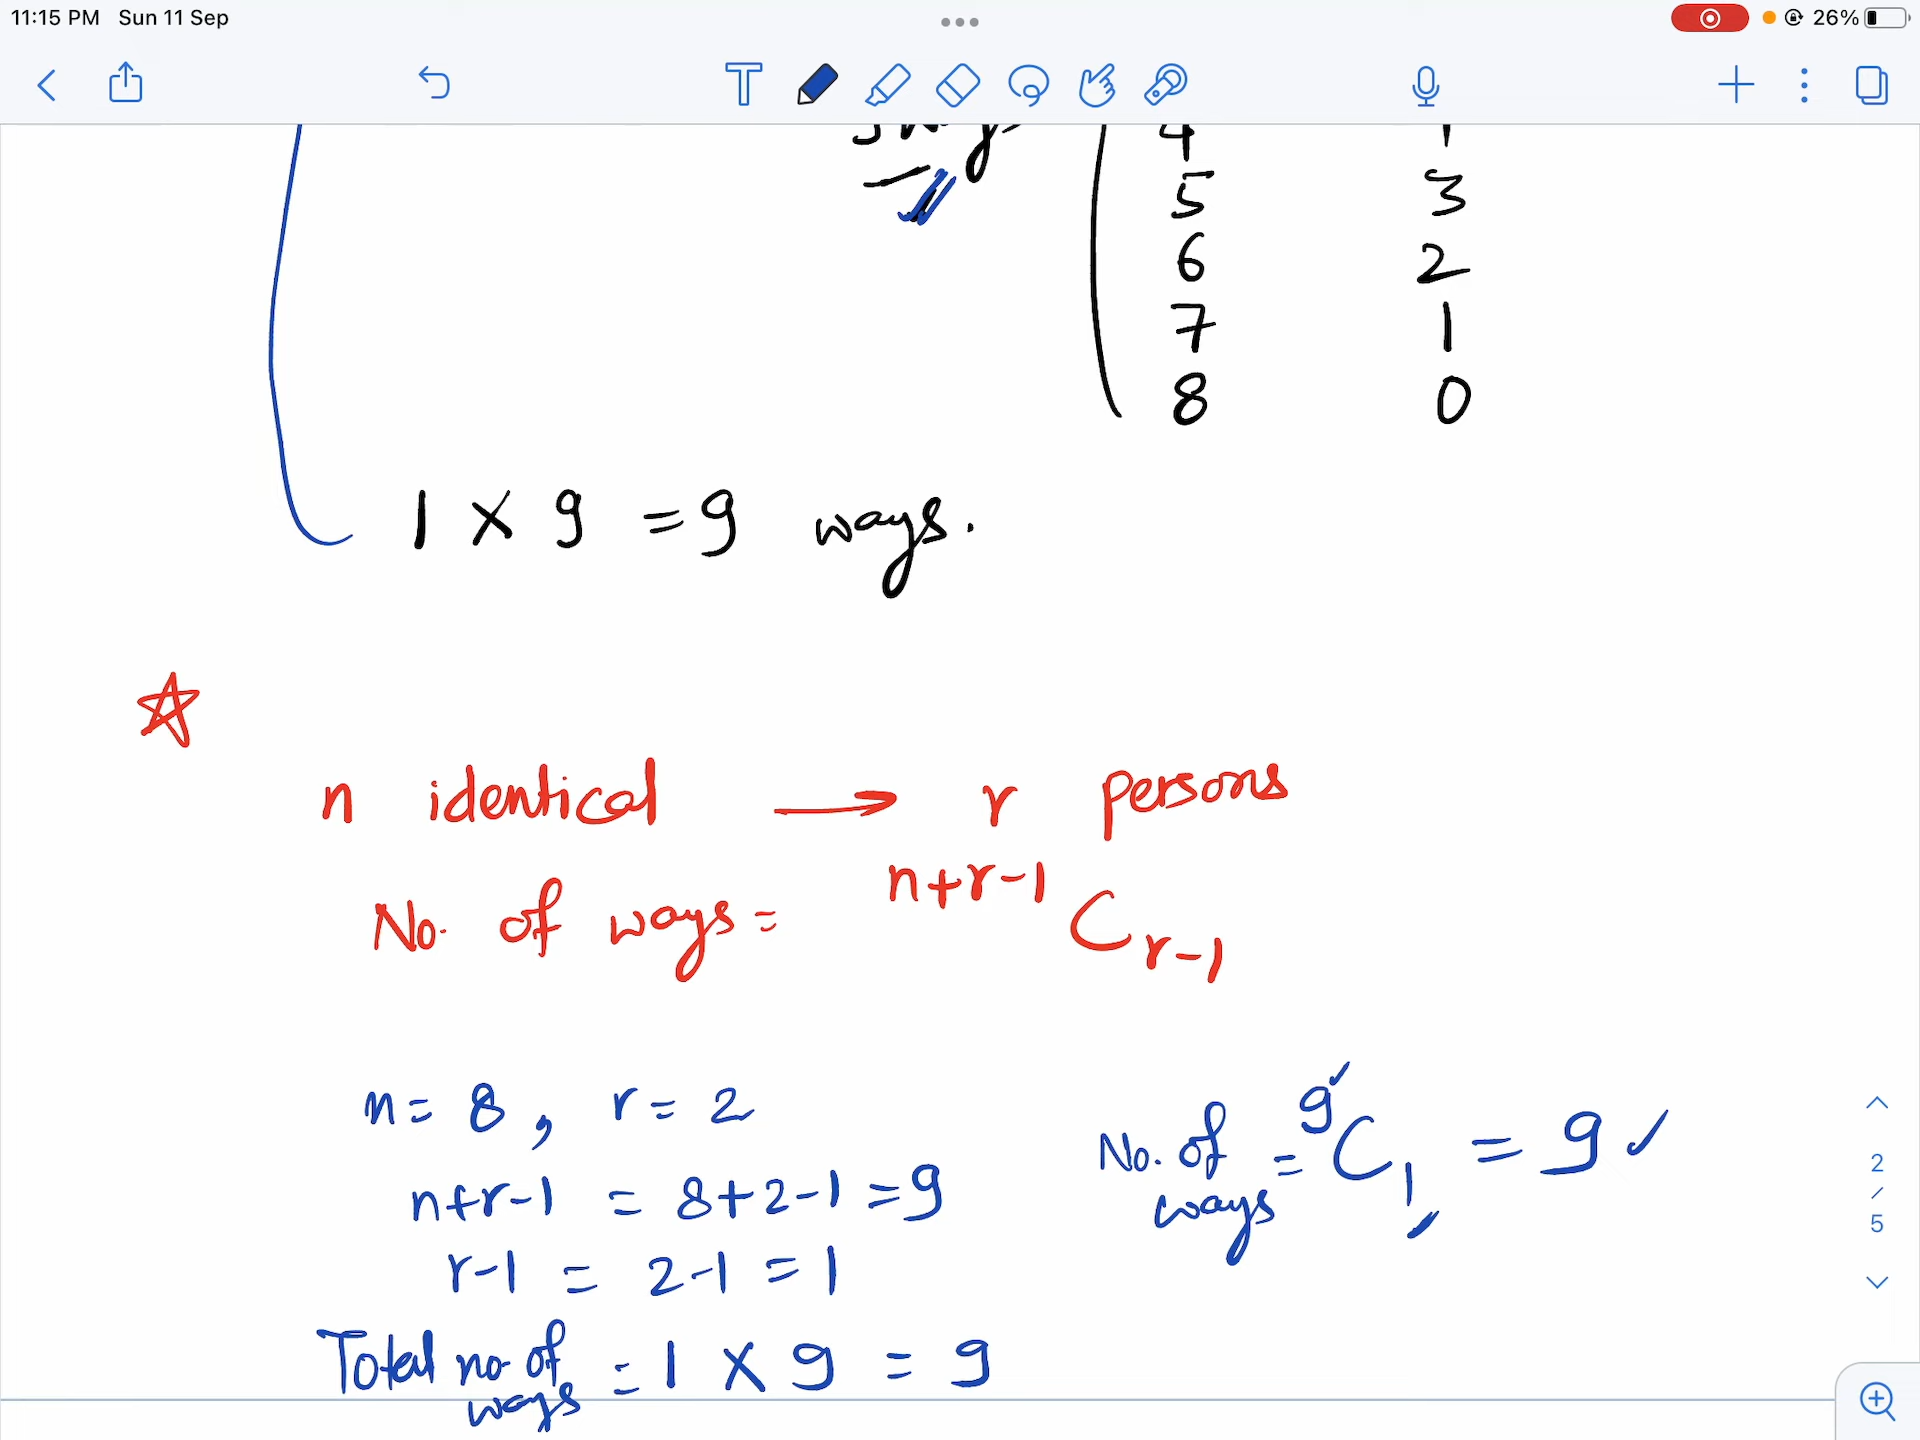 11:15 PM Sun 11 Sep
26%
T
4
5 3
6 2
7 1
8 0
1 × 9 = 9 ways.
n identical → r persons
No. of ways = n+r-1 C r-1
n = 8, r = 2
n+r-1 = 8+2-1 = 9
r-1 = 2-1 = 1
Total no. of ways = 1 × 9 = 9
No. of ways = 9 C 1 = 9 ✓
2
/
5